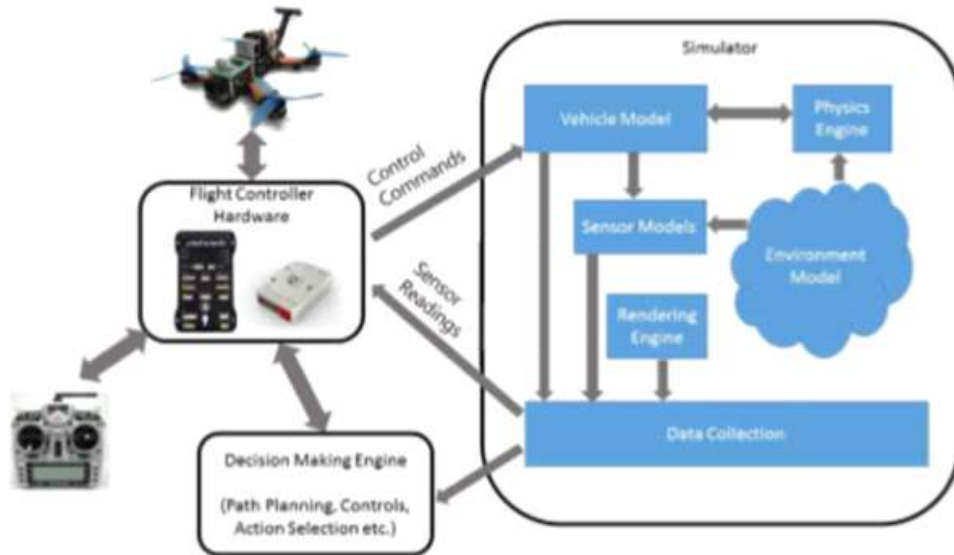 Simulator
Vehicle Model
Physics
Engine
Control
Commands
Flight Controller
Hardware
Sensor Models
Environment
Model
Sensor
Readings
Rendering
Engine
Data Collection
Decision Making Engine
(Path Planning, Controls,
Action Selection etc.)